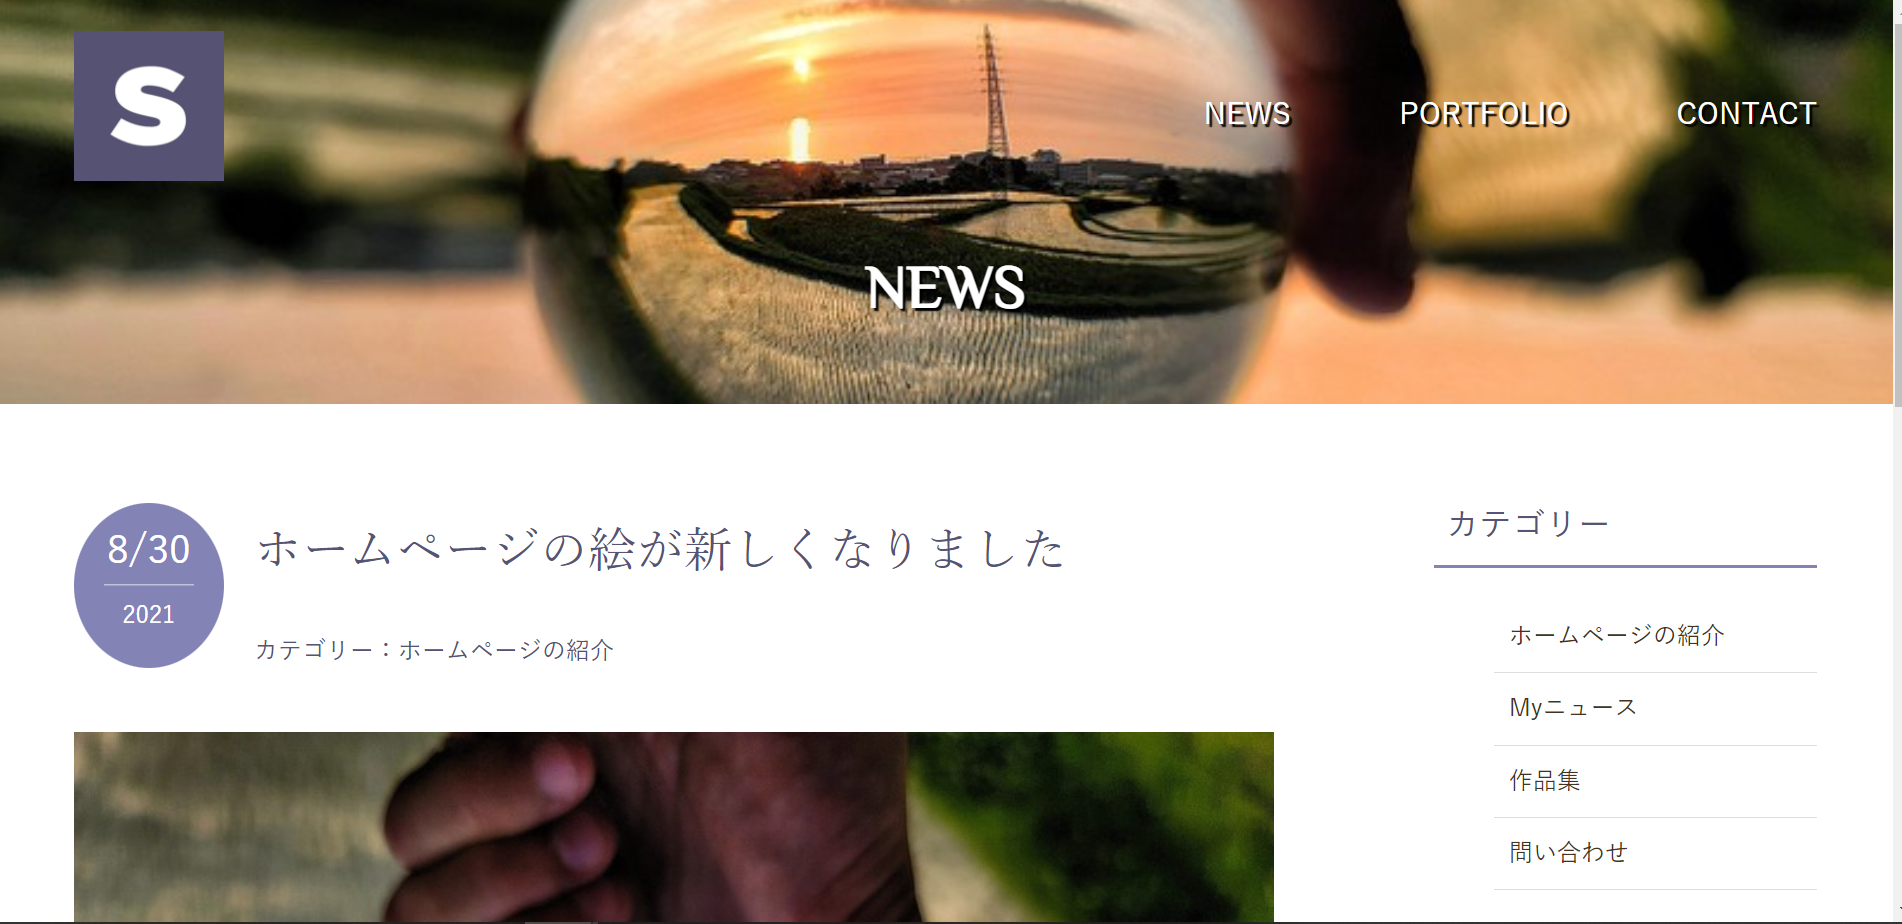 S
NEWS PORTFOLIO CONTACT
NEWS
8/30
2021
ホームページの絵が新しくなりました
カテゴリー：ホームページの紹介
カテゴリー
ホームページの紹介
Myニュース
作品集
問い合わせ